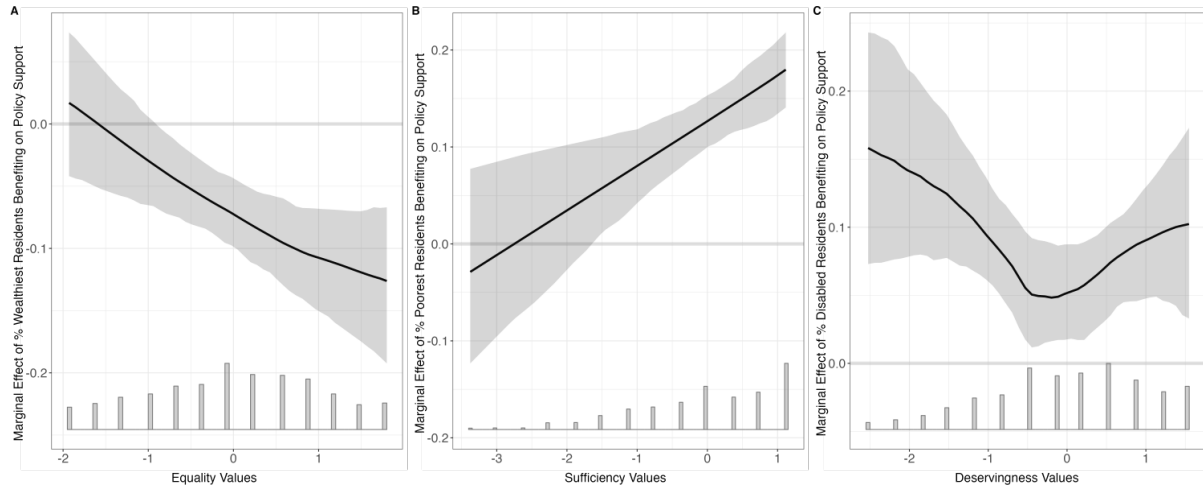 A
Marginal Effect of % Wealthiest Residents Benefiting on Policy Support
0.0
-0.1
-0.2
-2
-1
0
1
Equality Values
B
Marginal Effect of % Poorest Residents Benefiting on Policy Support
0.2
0.1
0.0
-0.1
-0.2
-3
-2
-1
0
1
Sufficiency Values
C
Marginal Effect of % Disabled Residents Benefiting on Policy Support
0.2
0.1
0.0
-2
-1
0
1
Deservingness Values